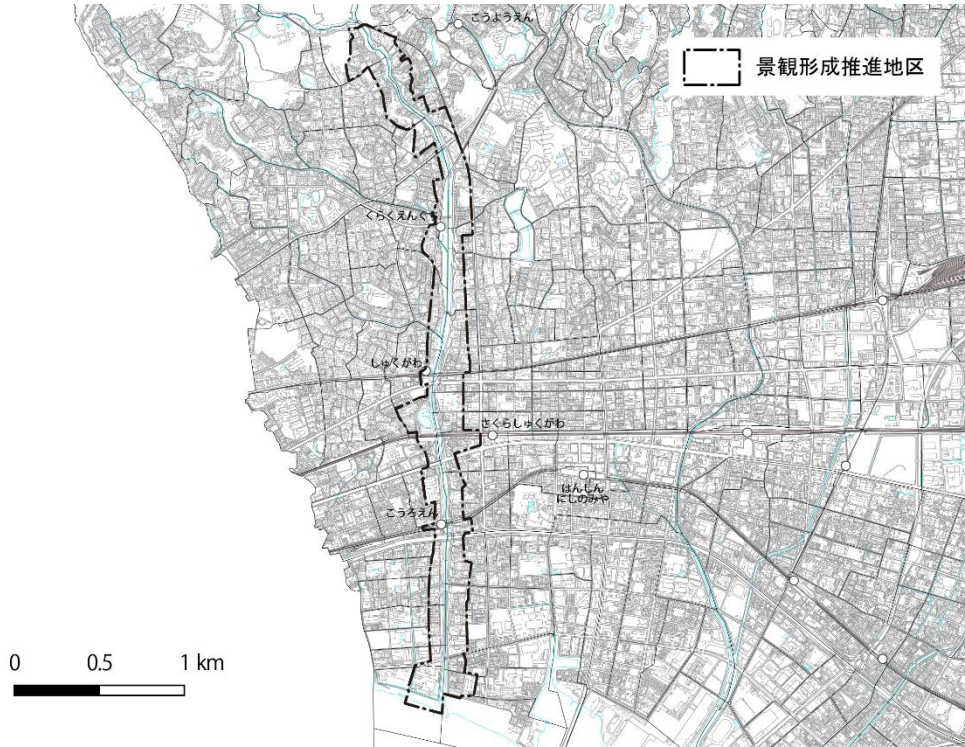 こうようえん
景観形成推進地区
くらくえんぐち
しゅくがわ
さくらしゅくがわ
はんしん
にしのみや
こうろえん
0 0.5 1 km